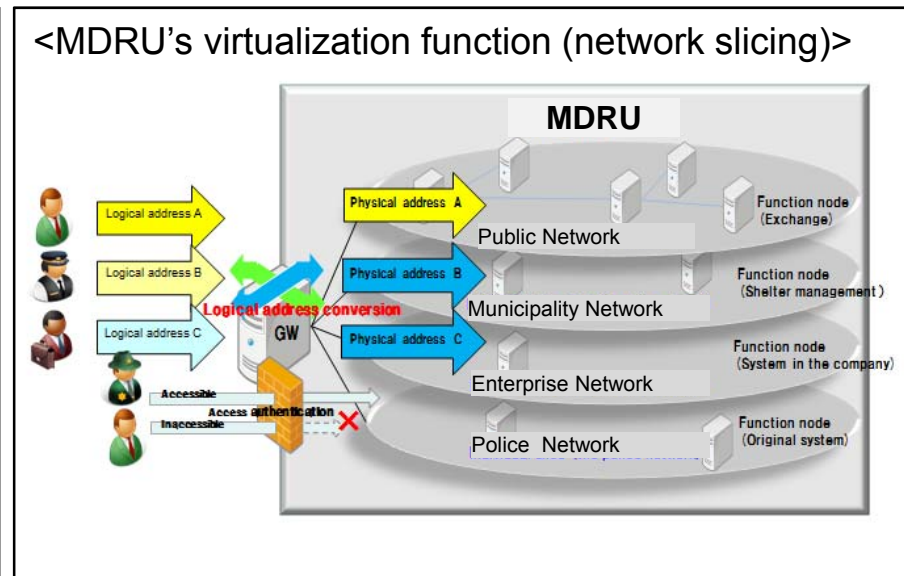 <MDRU’s virtualization function (network slicing)>
MDRU
Logical address A
Physical address A
Function node
(Exchange)
Public Network
Logical address B
Physical address B
Function node
(Shelter management)
Logical address conversion
Municipality Network
Logical address C
GW
Physical address C
Function node
(System in the company)
Enterprise Network
Accessible
Access authentication
Inaccessible
Function node
(Original system)
Police Network